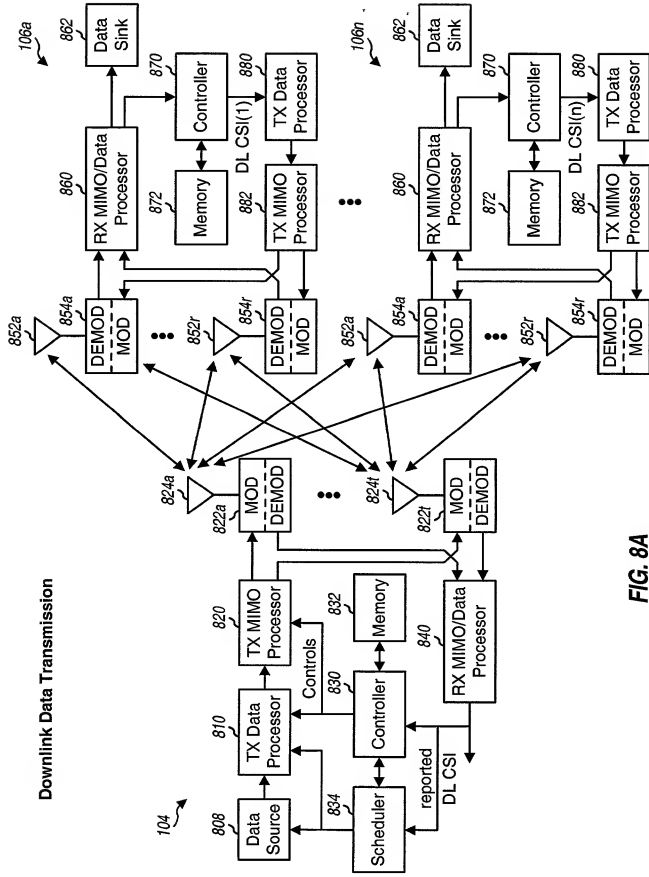 Downlink Data Transmission
104
808
Data
Source
810
TX Data
Processor
820
TX MIMO
Processor
822a
MOD
DEMOD
824a
834
Scheduler
830
Controller
832
Memory
Controls
reported
DL CSI
840
RX MIMO/Data
Processor
822t
MOD
DEMOD
824t
106a
852a
854a
DEMOD
MOD
852r
854r
DEMOD
MOD
860
RX MIMO/Data
Processor
862
Data
Sink
870
Controller
872
Memory
DL CSI(1)
880
TX Data
Processor
882
TX MIMO
Processor
106n
852a
854a
DEMOD
MOD
852r
854r
DEMOD
MOD
860
RX MIMO/Data
Processor
862
Data
Sink
870
Controller
872
Memory
DL CSI(n)
880
TX Data
Processor
882
TX MIMO
Processor
FIG. 8A